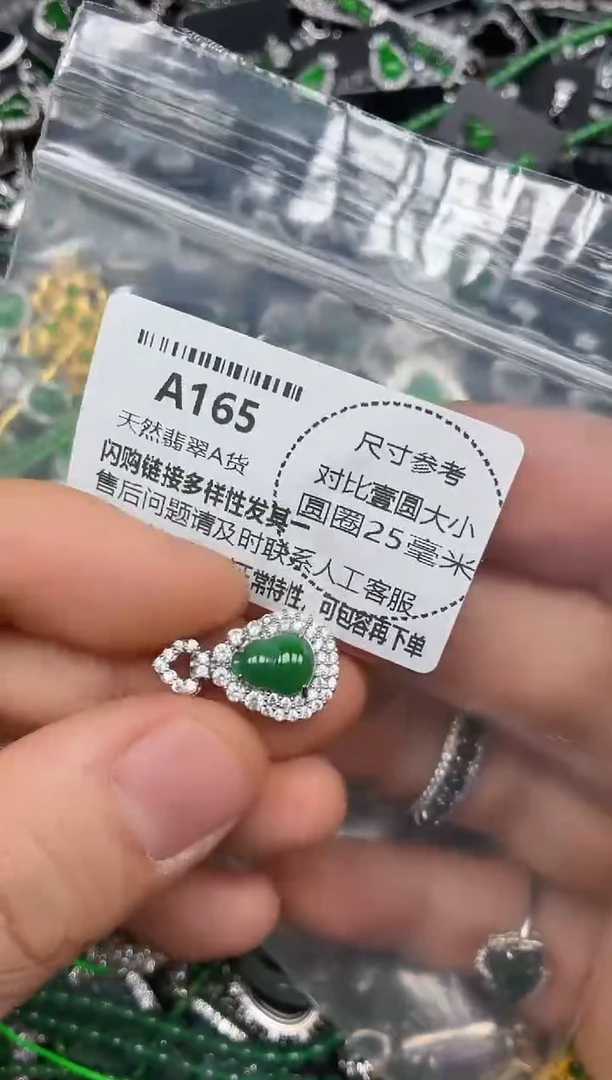 A165
天然翡翠A货
闪购链接多样性发其一
售后问题请及时联系人工客服
正常特性，可包容再下单
尺寸参考
对比壹圆大小
圆圈25毫米